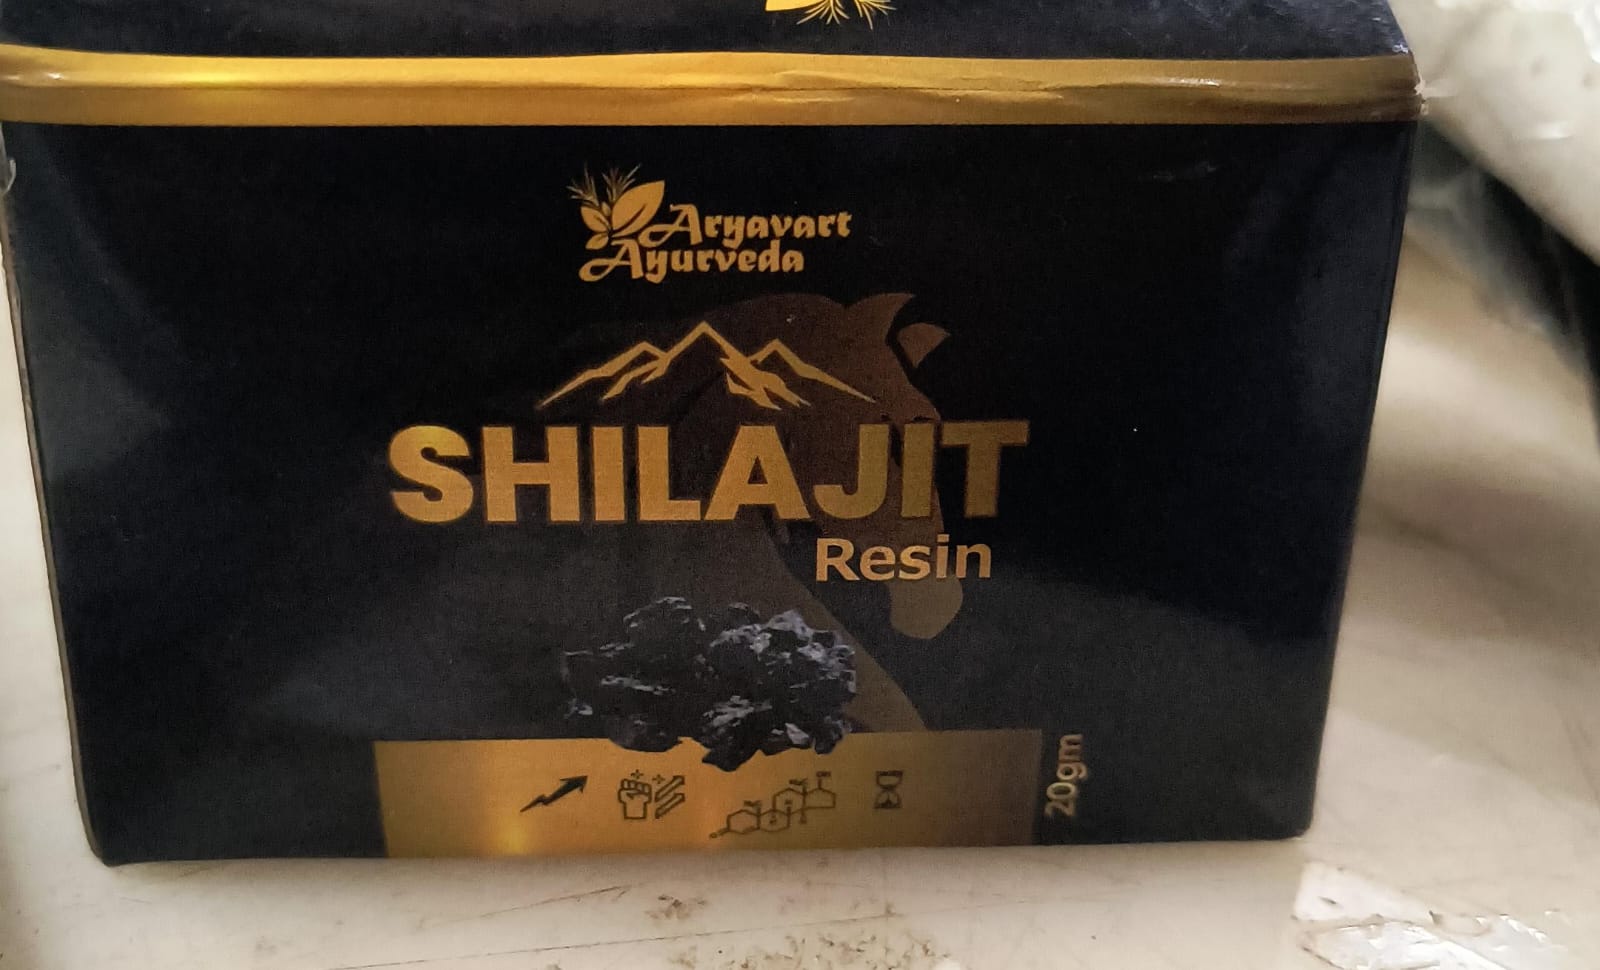 Aryavart
Ayurveda
SHILAJIT
Resin
20gm